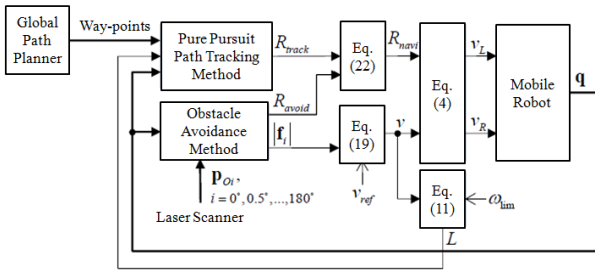 Global
Path
Planner
Way-points
Pure Pursuit
Path Tracking
Method
R_track
Eq.
(22)
R_navi
Eq.
(4)
v_L
v_R
Mobile
Robot
q
Obstacle
Avoidance
Method
R_avoid
|f_i|
Eq.
(19)
v
v_ref
Eq.
(11)
ω_lim
L
p_Oi,
i = 0°, 0.5°, ..., 180°
Laser Scanner